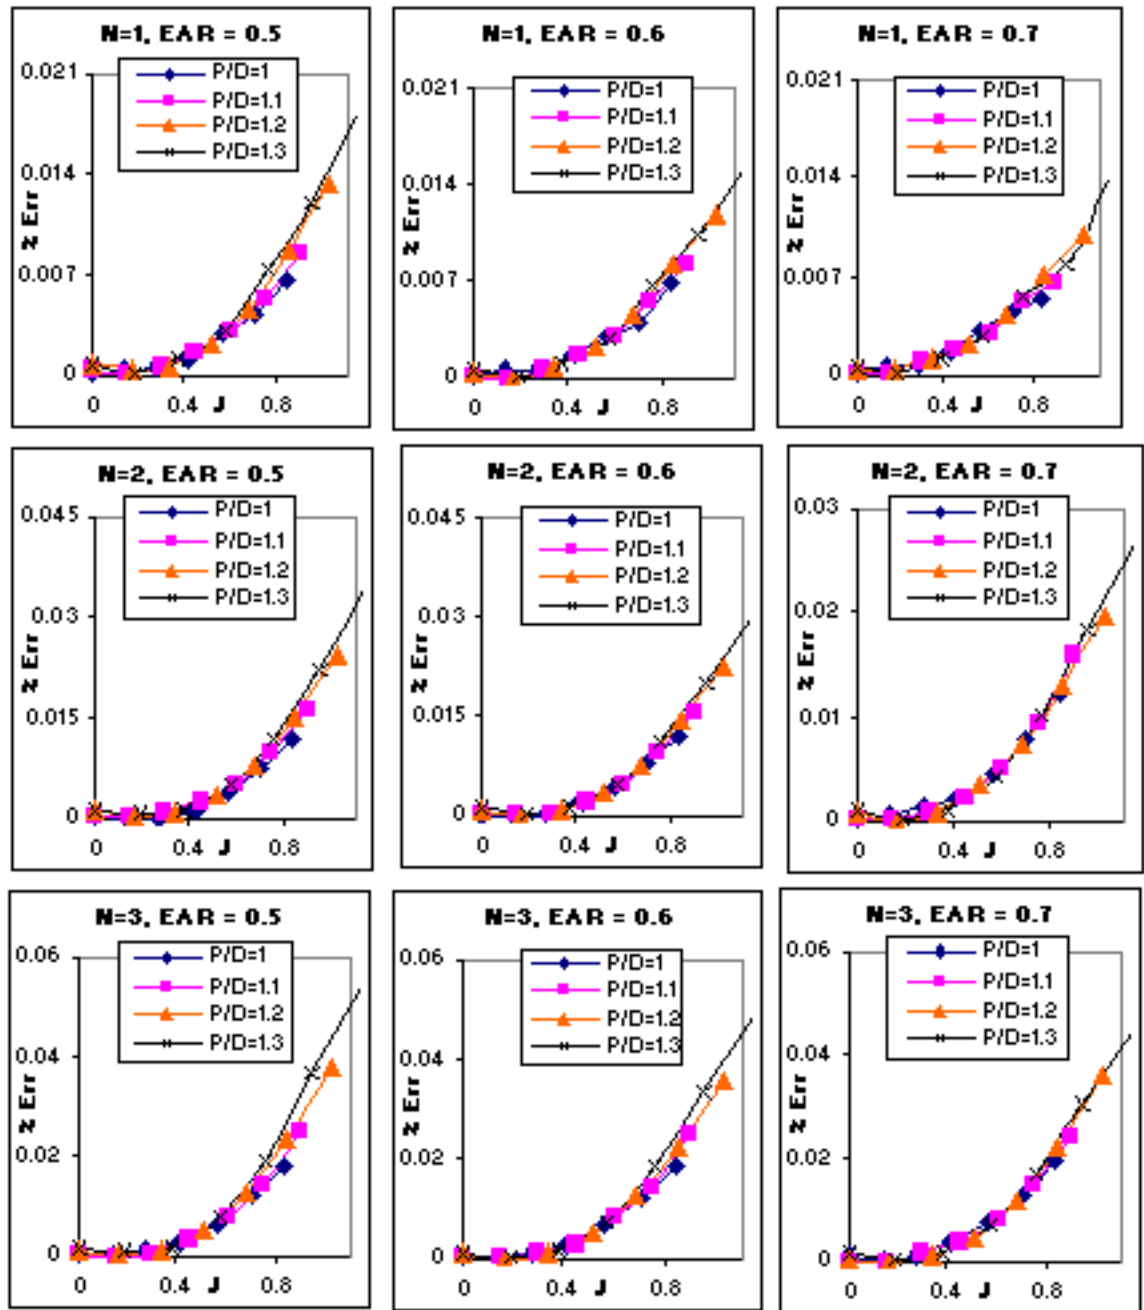 N=1, EAR = 0.5
0.021
0.014
0.007
0
% Err
P/D=1
P/D=1.1
P/D=1.2
P/D=1.3
0
0.4
J
0.8
N=1, EAR = 0.6
0.021
0.014
0.007
0
% Err
P/D=1
P/D=1.1
P/D=1.2
P/D=1.3
0
0.4
J
0.8
N=1, EAR = 0.7
0.021
0.014
0.007
0
% Err
P/D=1
P/D=1.1
P/D=1.2
P/D=1.3
0
0.4
J
0.8
N=2, EAR = 0.5
0.045
0.03
0.015
0
% Err
P/D=1
P/D=1.1
P/D=1.2
P/D=1.3
0
0.4
J
0.8
N=2, EAR = 0.6
0.045
0.03
0.015
0
% Err
P/D=1
P/D=1.1
P/D=1.2
P/D=1.3
0
0.4
J
0.8
N=2, EAR = 0.7
0.03
0.02
0.01
0
% Err
P/D=1
P/D=1.1
P/D=1.2
P/D=1.3
0
0.4
J
0.8
N=3, EAR = 0.5
0.06
0.04
0.02
0
% Err
P/D=1
P/D=1.1
P/D=1.2
P/D=1.3
0
0.4
J
0.8
N=3, EAR = 0.6
0.06
0.04
0.02
0
% Err
P/D=1
P/D=1.1
P/D=1.2
P/D=1.3
0
0.4
J
0.8
N=3, EAR = 0.7
0.06
0.04
0.02
0
% Err
P/D=1
P/D=1.1
P/D=1.2
P/D=1.3
0
0.4
J
0.8